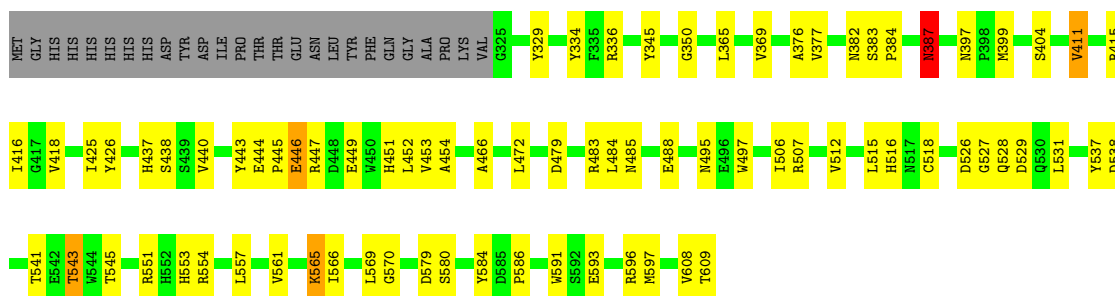 MET GLY HIS HIS HIS HIS HIS HIS ASP TYR ASP ILE PRO THR THR GLU ASN LEU TYR PHE GLN GLY ALA PRO LYS VAL G325 Y329 Y334 F335 R336 Y345 G350 L365 V369 A376 V377 N382 S383 P384 N387 N397 P398 M399 S404 V411 R415
I416 G417 V418 I425 Y426 H437 S438 S439 V440 Y443 E444 P445 E446 R447 D448 E449 W450 H451 L452 V453 A454 A466 L472 D479 R483 L484 N485 E488 N495 E496 W497 I506 R507 V512 L515 H516 N517 C518 D526 G527 Q528 D529 Q530 L531 Y537 D538
T541 E542 T543 W544 T545 R551 H552 H553 R554 L557 V561 K565 I566 L569 G570 D579 S580 Y584 D585 P586 W591 S592 E593 R596 M597 V608 T609